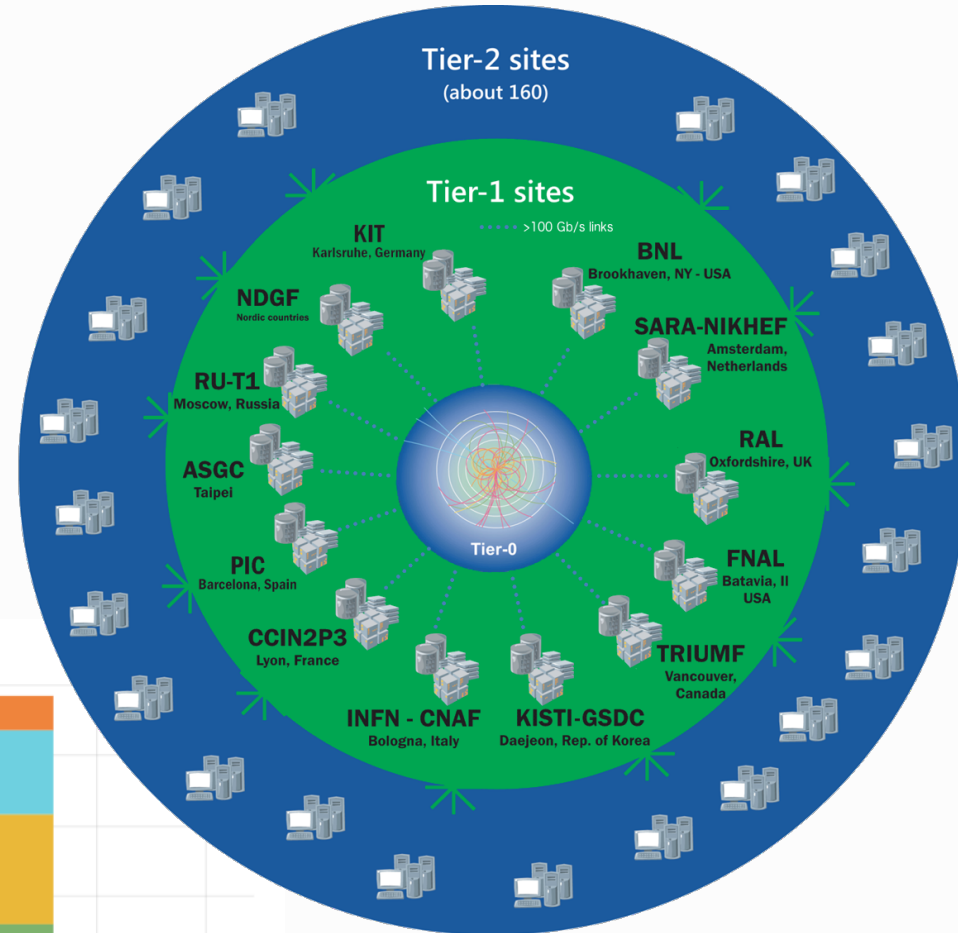 Tier-2 sites
(about 160)
Tier-1 sites
>100 Gb/s links
KIT
Karlsruhe, Germany
BNL
Brookhaven, NY - USA
NDGF
Nordic countries
SARA-NIKHEF
Amsterdam,
Netherlands
RU-T1
Moscow, Russia
RAL
Oxfordshire, UK
ASGC
Taipei
Tier-0
FNAL
Batavia, Il
USA
PIC
Barcelona, Spain
CCIN2P3
Lyon, France
TRIUMF
Vancouver,
Canada
INFN - CNAF
Bologna, Italy
KISTI-GSDC
Daejeon, Rep. of Korea